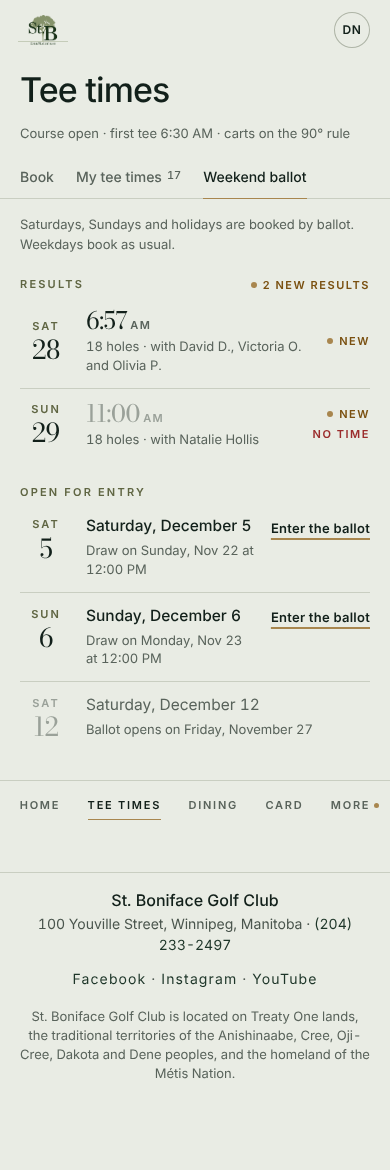 St.B
DN
Tee times
Course open · first tee 6:30 AM · carts on the 90° rule
Book
My tee times 17
Weekend ballot
Saturdays, Sundays and holidays are booked by ballot.
Weekdays book as usual.
RESULTS
2 NEW RESULTS
SAT
28
6:57 AM
18 holes · with David D., Victoria O.
and Olivia P.
NEW
SUN
29
11:00 AM
18 holes · with Natalie Hollis
NEW
NO TIME
OPEN FOR ENTRY
SAT
5
Saturday, December 5
Draw on Sunday, Nov 22 at
12:00 PM
Enter the ballot
SUN
6
Sunday, December 6
Draw on Monday, Nov 23
at 12:00 PM
Enter the ballot
SAT
12
Saturday, December 12
Ballot opens on Friday, November 27
HOME
TEE TIMES
DINING
CARD
MORE
St. Boniface Golf Club
100 Youville Street, Winnipeg, Manitoba · (204)
233-2497
Facebook · Instagram · YouTube
St. Boniface Golf Club is located on Treaty One lands,
the traditional territories of the Anishinaabe, Cree, Oji-
Cree, Dakota and Dene peoples, and the homeland of the
Métis Nation.